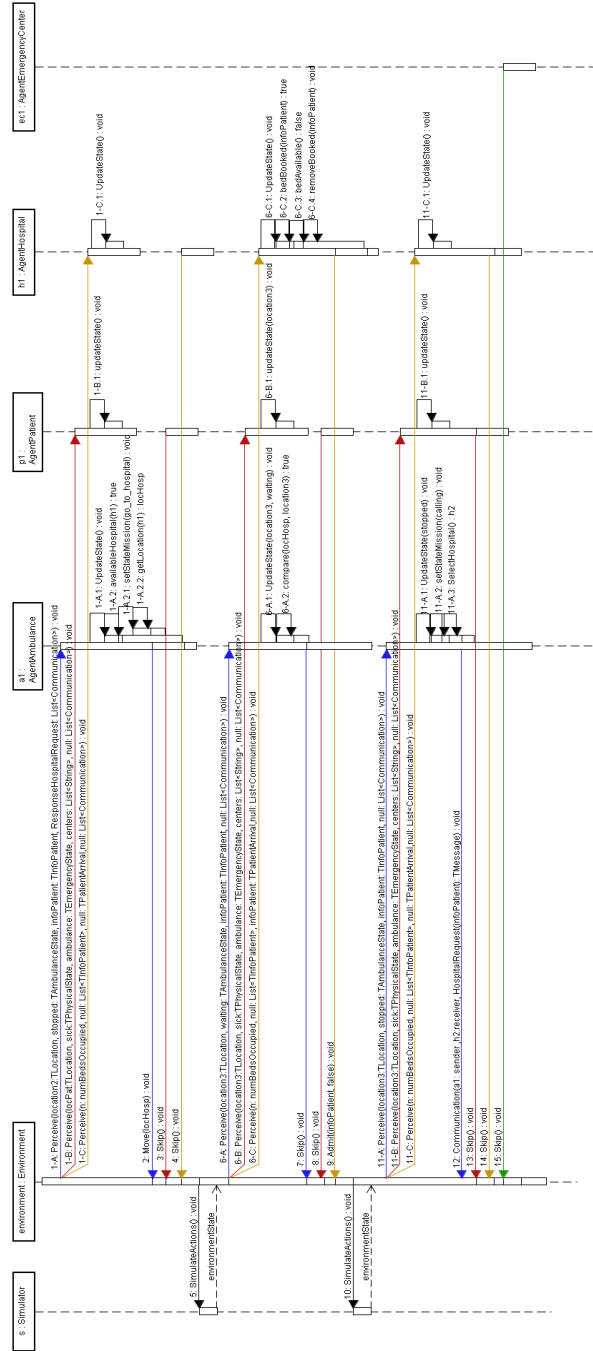 s : Simulator
environment : Environment
a1 : AgentAmbulance
p1 : AgentPatient
h1 : AgentHospital
ec1 : AgentEmergencyCenter
1-A: Perceive(location2:TLocation, stopped: TAmbulanceState, infoPatient: TInfoPatient, ResponseHospitalRequest: List<Communication>) : void
1-B: Perceive(locPat:TLocation, sick:TPhysicalState, ambulance: TEmergencyState, centers: List<String>, null: List<Communication>) : void
1-C: Perceive(n: numBedsOccupied, null: List<TInfoPatient>, null: TPatientArrival,null: List<Communication>) : void
1-A.1: UpdateState() : void
1-A.2: availableHospital(h1) : true
1-A.2.1: setStateMission(go_to_hospital) : void
1-A.2.2: getLocation(h1) : locHosp
1-B.1: updateState() : void
1-C.1: UpdateState() : void
2: Move(locHosp) : void
3: Skip() : void
4: Skip() : void
5: SimulateActions() : void
environmentState
6-A: Perceive(location3:TLocation, waiting: TAmbulanceState, infoPatient: TInfoPatient, null: List<Communication>) : void
6-B: Perceive(location3:TLocation, sick:TPhysicalState, ambulance: TEmergencyState, centers: List<String>, null: List<Communication>) : void
6-C: Perceive(n: numBedsOccupied, null: List<TInfoPatient>, infoPatient: TPatientArrival,null: List<Communication>) : void
6-A.1: UpdateState(location3, waiting) : void
6-A.2: compare(locHosp, location3) : true
6-B.1: updateState(location3) : void
6-C.1: UpdateState() : void
6-C.2: bedBooked(infoPatient) : true
6-C.3: bedAvailable() : false
6-C.4: removeBooked(infoPatient) : void
7: Skip() : void
8: Skip() : void
9: Admit(infoPatient, false) : void
10: SimulateActions() : void
environmentState
11-A: Perceive(location3:TLocation, stopped: TAmbulanceState, infoPatient: TInfoPatient, null: List<Communication>) : void
11-B: Perceive(location3:TLocation, sick:TPhysicalState, ambulance: TEmergencyState, centers: List<String>, null: List<Communication>) : void
11-C: Perceive(n: numBedsOccupied, null: List<TInfoPatient>, null: TPatientArrival,null: List<Communication>) : void
11-A.1: UpdateState(stopped) : void
11-A.2: setStateMission(calling) : void
11-A.3: SelectHospital() : h2
11-B.1: updateState() : void
11-C.1: UpdateState() : void
12: Communication(a1: sender, h2:receiver, HospitalRequest(infoPatient): TMessage) : void
13: Skip() : void
14: Skip() : void
15: Skip() : void